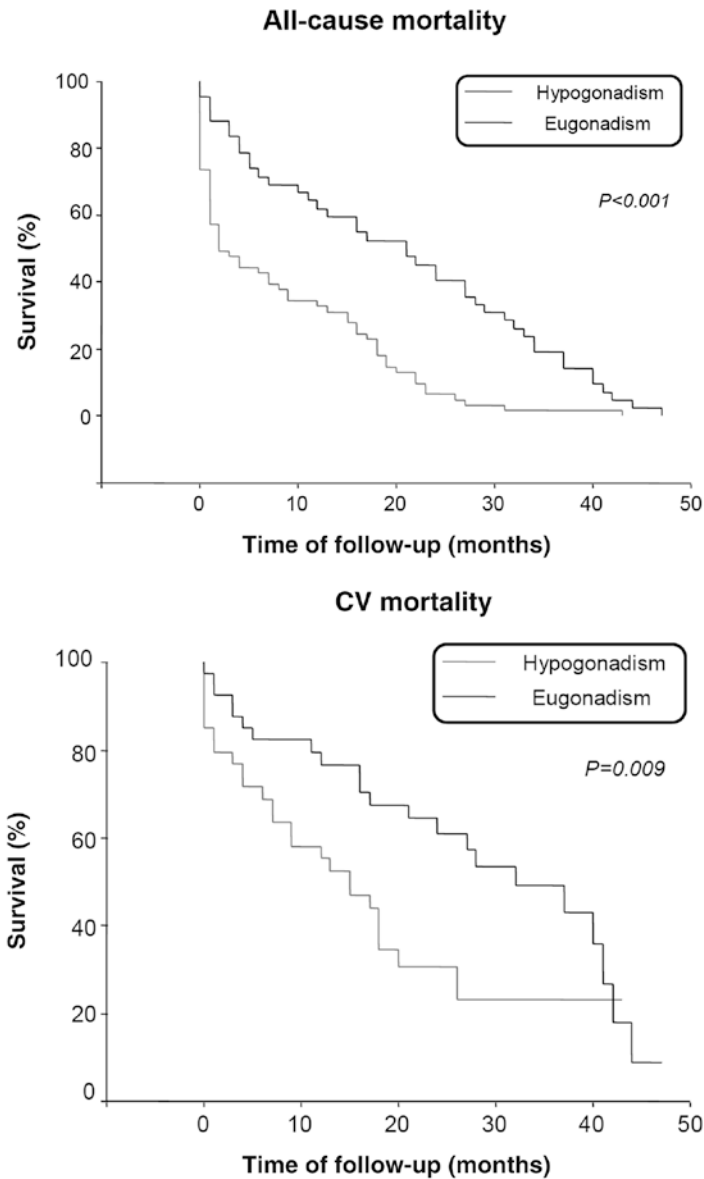 All-cause mortality
100
80
60
40
20
0
Survival (%)
Hypogonadism
Eugonadism
P<0.001
0 10 20 30 40 50
Time of follow-up (months)
CV mortality
100
80
60
40
20
0
Survival (%)
Hypogonadism
Eugonadism
P=0.009
0 10 20 30 40 50
Time of follow-up (months)